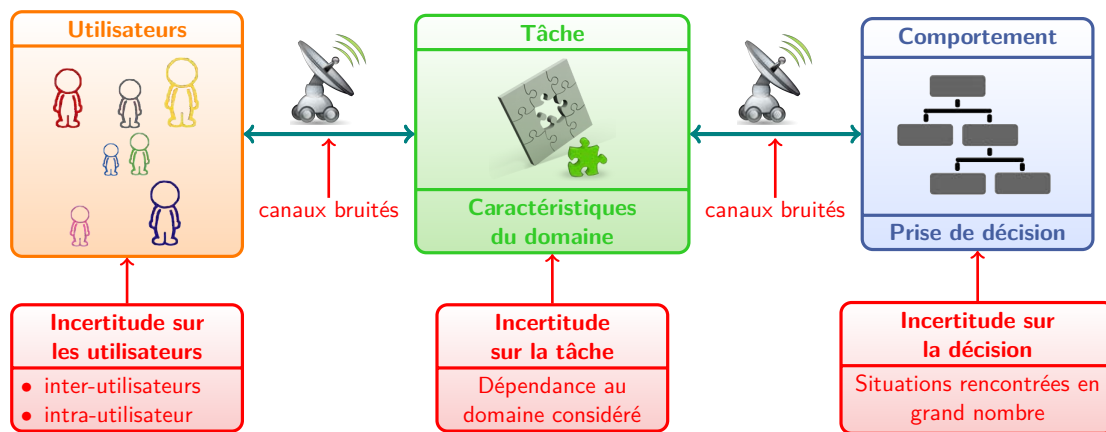 Utilisateurs
Tâche
Comportement
canaux bruités
canaux bruités
Caractéristiques
du domaine
Prise de décision
Incertitude sur
les utilisateurs
• inter-utilisateurs
• intra-utilisateur
Incertitude
sur la tâche
Dépendance au
domaine considéré
Incertitude sur
la décision
Situations rencontrées en
grand nombre